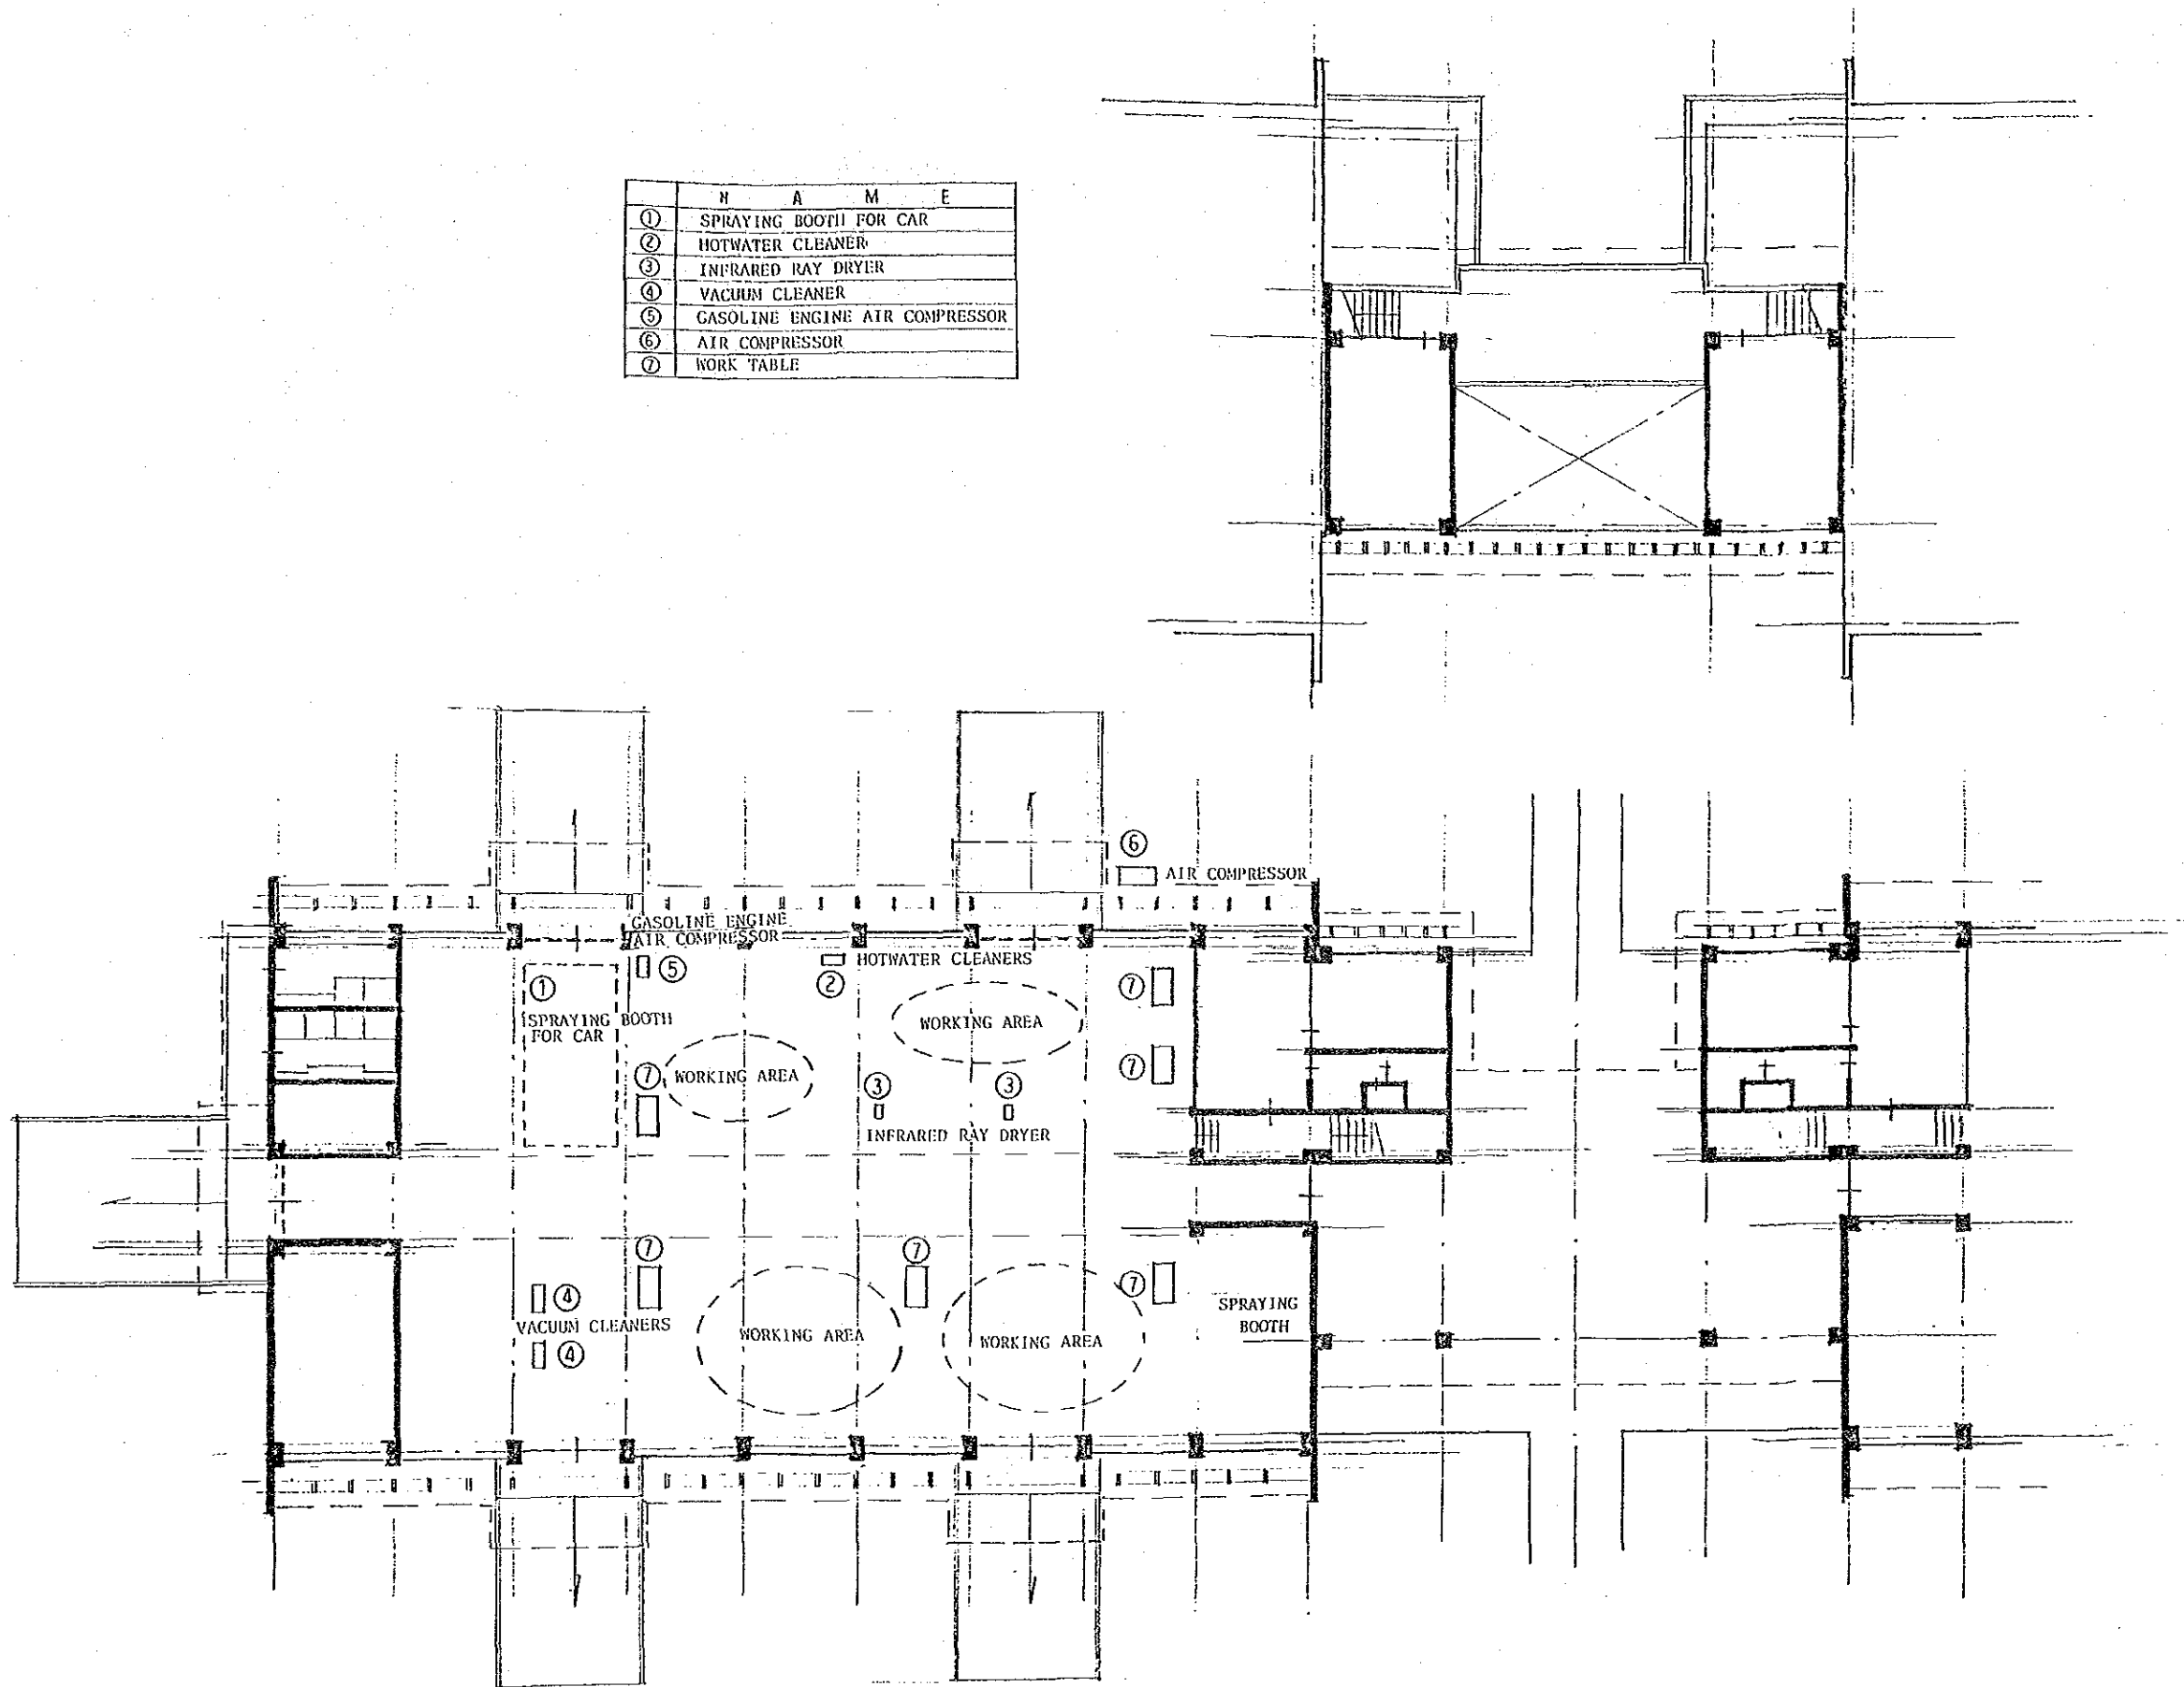 N A M E
① SPRAYING BOOTH FOR CAR
② HOTWATER CLEANER
③ INFRARED RAY DRYER
④ VACUUM CLEANER
⑤ GASOLINE ENGINE AIR COMPRESSOR
⑥ AIR COMPRESSOR
⑦ WORK TABLE
⑥
AIR COMPRESSOR
GASOLINE ENGINE
AIR COMPRESSOR
⑤
HOTWATER CLEANERS
②
①
SPRAYING BOOTH
FOR CAR
⑦
WORKING AREA
WORKING AREA
⑦
⑦
③
③
INFRARED RAY DRYER
⑦
⑦
⑦
④
VACUUM CLEANERS
④
WORKING AREA
WORKING AREA
SPRAYING
BOOTH